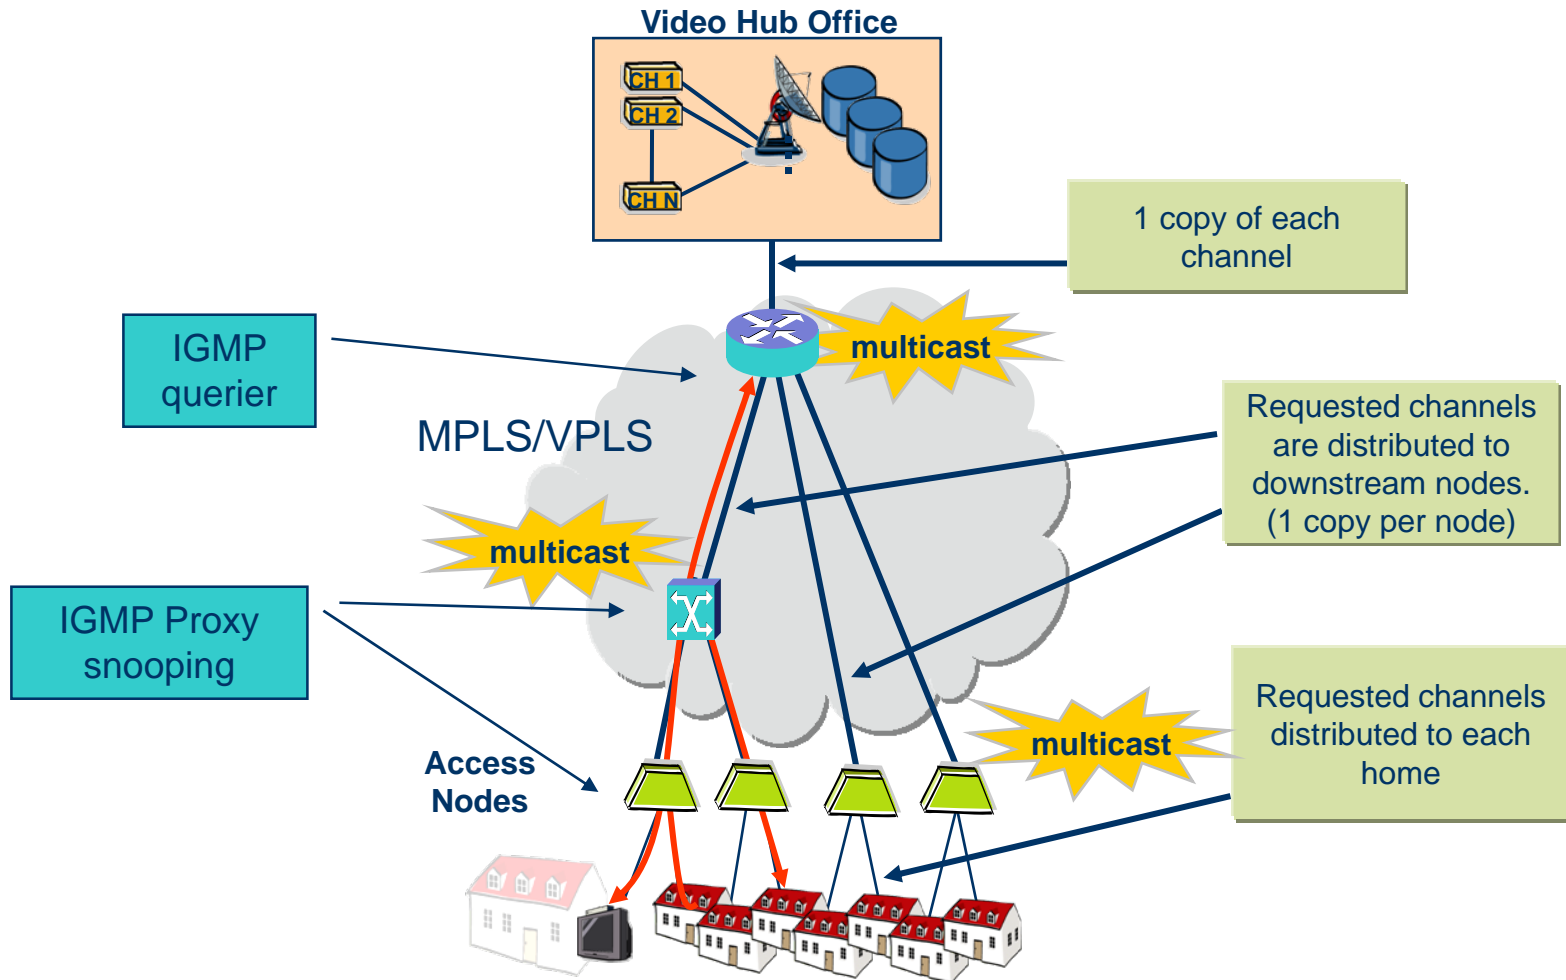 Video Hub Office
CH 1
CH 2
CH N
1 copy of each
channel
multicast
IGMP
querier
MPLS/VPLS
Requested channels
are distributed to
downstream nodes.
(1 copy per node)
multicast
IGMP Proxy
snooping
Requested channels
distributed to each
home
multicast
Access
Nodes